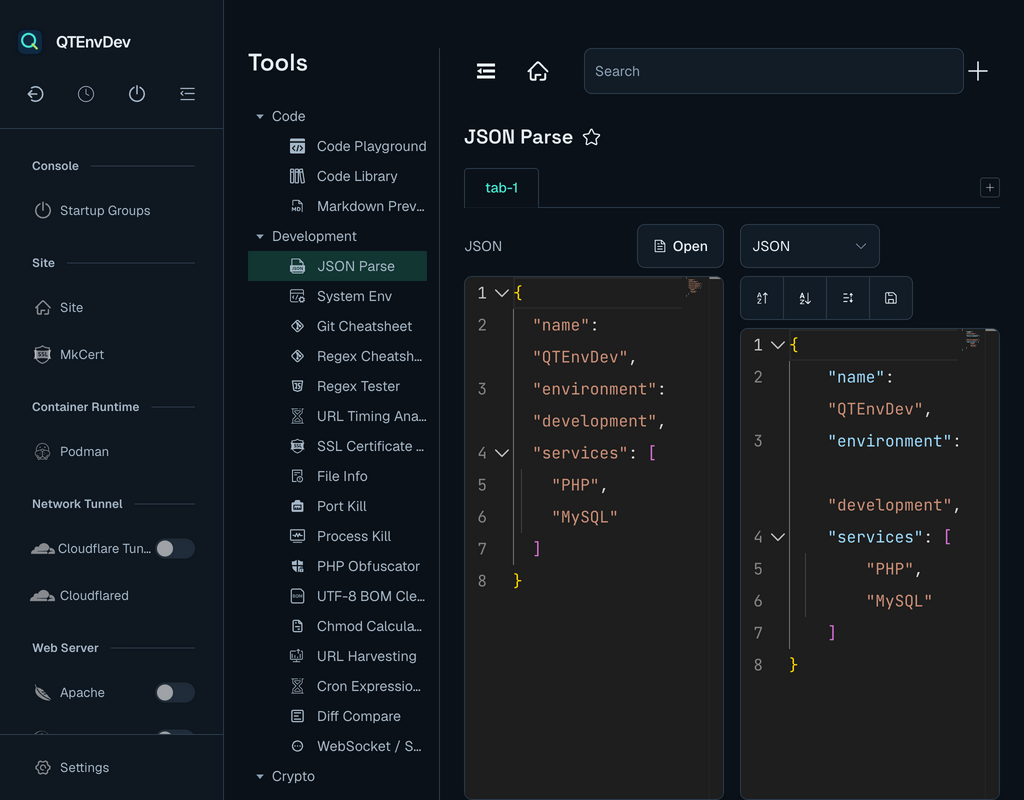 QTEnvDev
Console
Startup Groups
Site
Site
MkCert
Container Runtime
Podman
Network Tunnel
Cloudflare Tun...
Cloudflared
Web Server
Apache
Settings
Tools
Code
Code Playground
Code Library
Markdown Prev...
Development
JSON Parse
System Env
Git Cheatsheet
Regex Cheatsh...
Regex Tester
URL Timing Ana...
SSL Certificate ...
File Info
Port Kill
Process Kill
PHP Obfuscator
UTF-8 BOM Cle...
Chmod Calcula...
URL Harvesting
Cron Expressio...
Diff Compare
WebSocket / S...
Crypto
Search
JSON Parse
tab-1
JSON
Open
1 {
2 "name":
"QTEnvDev",
3 "environment":
"development",
4 "services": [
5 "PHP",
6 "MySQL"
7 ]
8 }
JSON
1 {
2 "name":
"QTEnvDev",
3 "environment":
"development",
4 "services": [
5 "PHP",
6 "MySQL"
7 ]
8 }